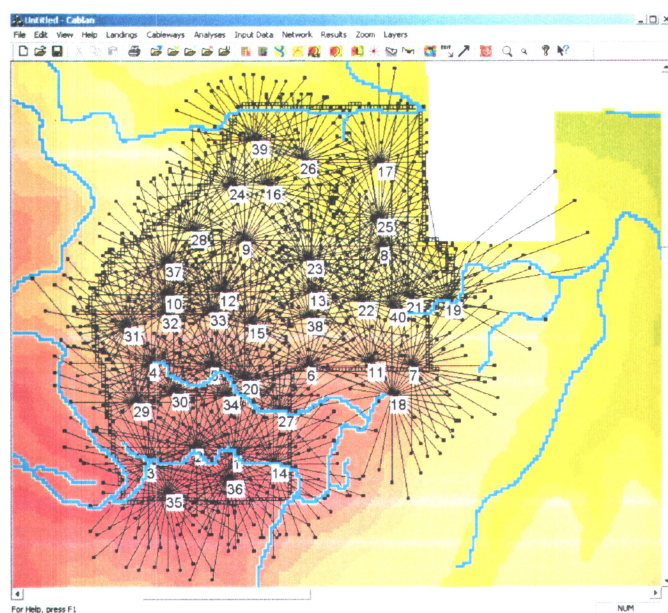 Untitled - Cablan
File Edit View Help Landings Cableways Analyses Input Data Network Results Zoom Layers
39
26
17
24 16
25
28
9
8
23
37
10 12 13
22 21 19
40
33
32
31 15 38
4 6 11 7
20
29 30 34 18
27
2
3 1 14
36
35
For Help, press F1
NUM